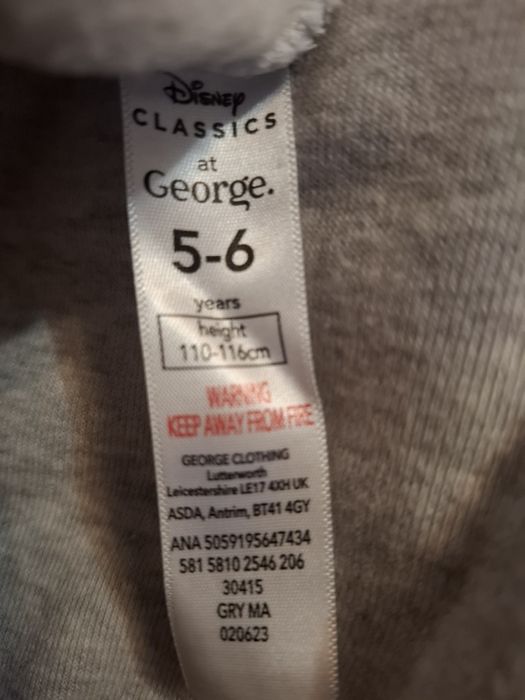 Disney
CLASSICS
at
George.
5-6
years
height
110-116cm
WARNING
KEEP AWAY FROM FIRE
GEORGE CLOTHING
Lutterworth
Leicestershire LE17 4XH UK
ASDA, Antrim, BT41 4GY
ANA 5059195647434
581 5810 2546 206
30415
GRY MA
020623